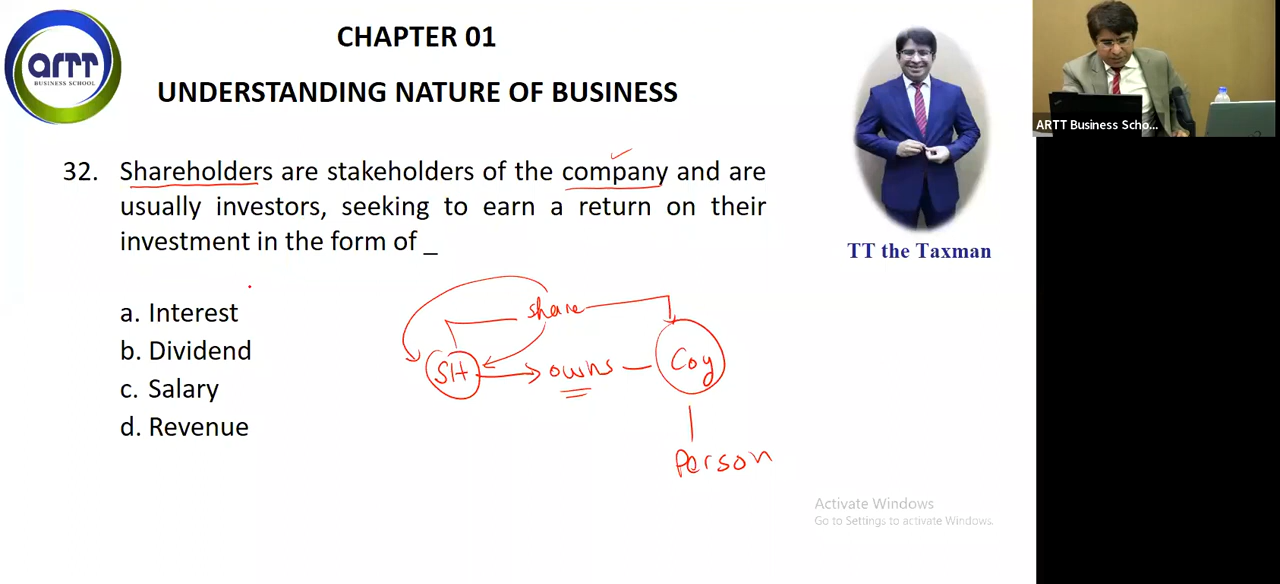 CHAPTER 01
UNDERSTANDING NATURE OF BUSINESS
ARTT
BUSINESS SCHOOL
ARTT Business Scho...
TT the Taxman
32. Shareholders are stakeholders of the company and are
usually investors, seeking to earn a return on their
investment in the form of _
a. Interest
b. Dividend
c. Salary
d. Revenue
share
SH
owns
Coy
Person
Activate Windows
Go to Settings to activate Windows.